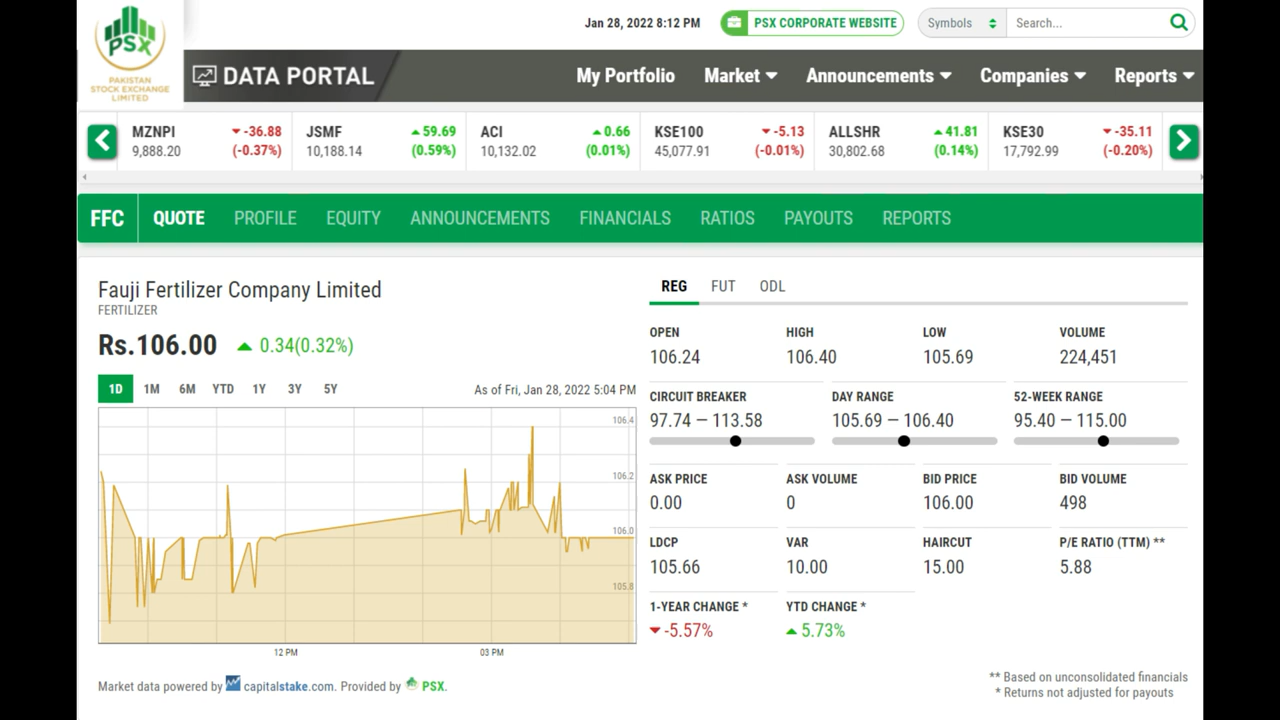 PSX
PAKISTAN
STOCK EXCHANGE
LIMITED
Jan 28, 2022 8:12 PM
PSX CORPORATE WEBSITE
Symbols
Search...
DATA PORTAL
My Portfolio Market Announcements Companies Reports
MZNPI -36.88
9,888.20 (-0.37%)
JSMF 59.69
10,188.14 (0.59%)
ACI 0.66
10,132.02 (0.01%)
KSE100 -5.13
45,077.91 (-0.01%)
ALLSHR 41.81
30,802.68 (0.14%)
KSE30 -35.11
17,792.99 (-0.20%)
FFC QUOTE PROFILE EQUITY ANNOUNCEMENTS FINANCIALS RATIOS PAYOUTS REPORTS
Fauji Fertilizer Company Limited
FERTILIZER
Rs.106.00 0.34(0.32%)
1D 1M 6M YTD 1Y 3Y 5Y
As of Fri, Jan 28, 2022 5:04 PM
106.4
106.2
106.0
105.8
12 PM 03 PM
Market data powered by capitalstake.com. Provided by PSX.
REG FUT ODL
OPEN HIGH LOW VOLUME
106.24 106.40 105.69 224,451
CIRCUIT BREAKER DAY RANGE 52-WEEK RANGE
97.74 — 113.58 105.69 — 106.40 95.40 — 115.00
ASK PRICE ASK VOLUME BID PRICE BID VOLUME
0.00 0 106.00 498
LDCP VAR HAIRCUT P/E RATIO (TTM) **
105.66 10.00 15.00 5.88
1-YEAR CHANGE * YTD CHANGE *
-5.57% 5.73%
** Based on unconsolidated financials
* Returns not adjusted for payouts